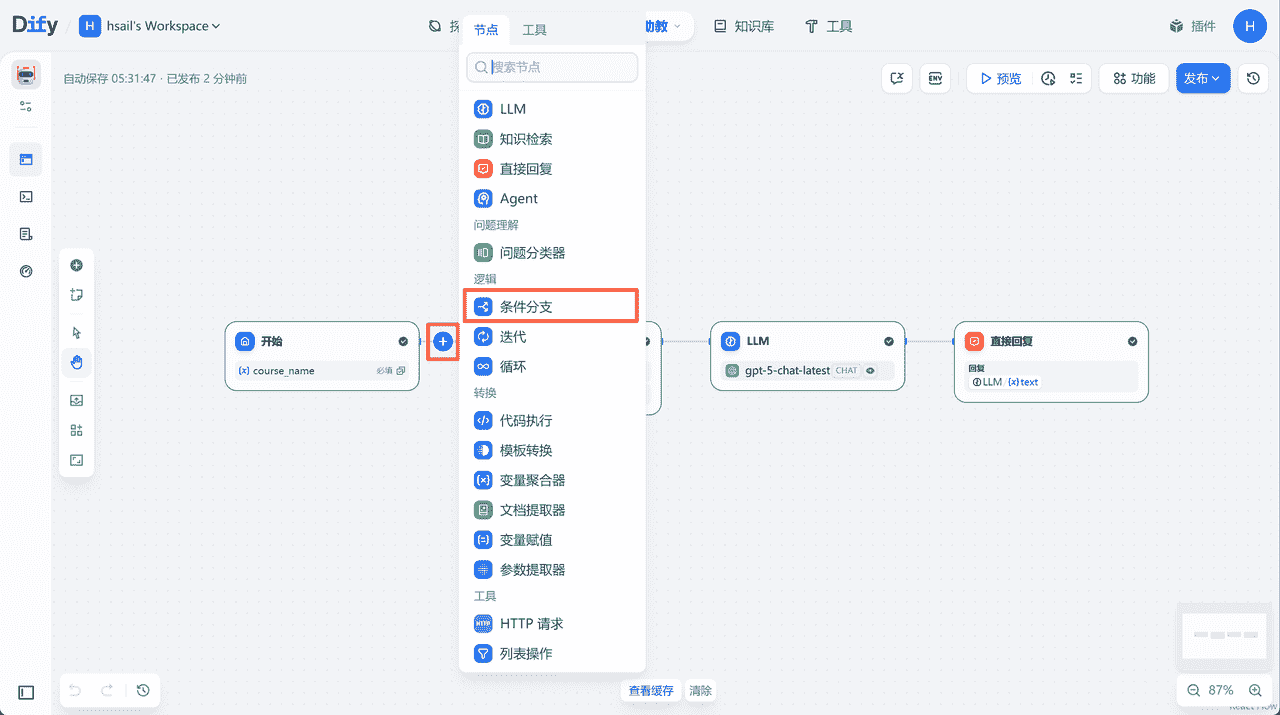 Dify
H hsail's Workspace
助教
知识库
工具
插件
H
节点
工具
搜索节点
自动保存 05:31:47 · 已发布 2 分钟前
ENV
预览
功能
发布
LLM
知识检索
直接回复
Agent
问题理解
问题分类器
逻辑
条件分支
迭代
循环
转换
代码执行
模板转换
变量聚合器
文档提取器
变量赋值
参数提取器
工具
HTTP 请求
列表操作
开始
{x} course_name 必填
LLM
gpt-5-chat-latest CHAT
直接回复
回复
LLM / {x} text
查看缓存
清除
87%
React Flow